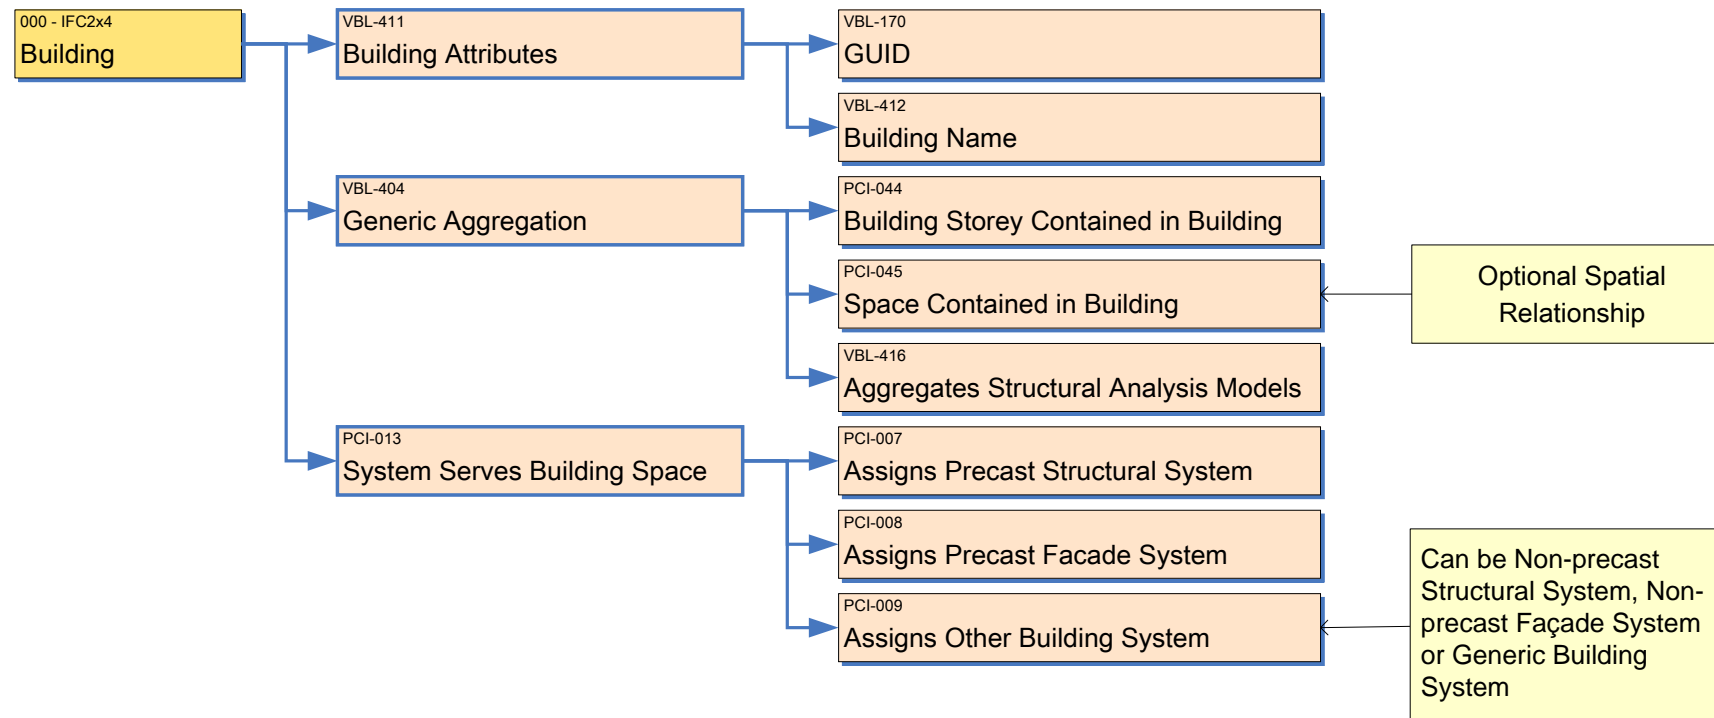 000 - IFC2x4
Building
VBL-411
Building Attributes
VBL-170
GUID
VBL-412
Building Name
VBL-404
Generic Aggregation
PCI-044
Building Storey Contained in Building
PCI-045
Space Contained in Building
Optional Spatial
Relationship
VBL-416
Aggregates Structural Analysis Models
PCI-013
System Serves Building Space
PCI-007
Assigns Precast Structural System
PCI-008
Assigns Precast Facade System
PCI-009
Assigns Other Building System
Can be Non-precast
Structural System, Non-
precast Façade System
or Generic Building
System